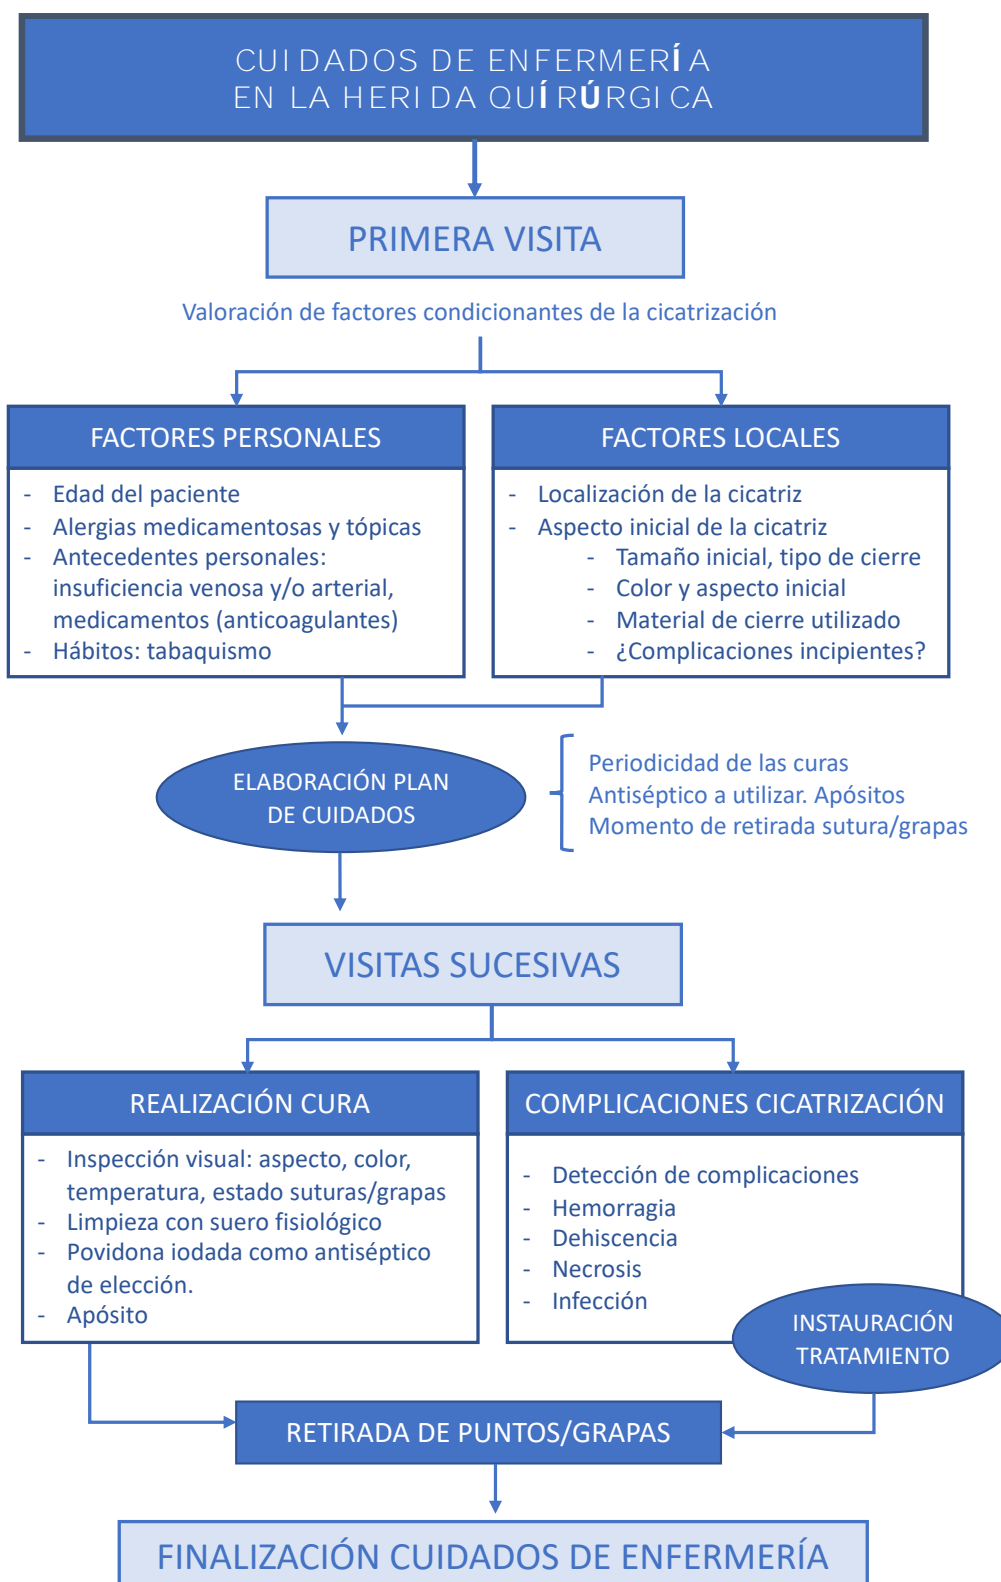 CUIDADOS DE ENFERMERÍA
EN LA HERIDA QUÍRÚRGICA
PRIMERA VISITA
Valoración de factores condicionantes de la cicatrización
FACTORES PERSONALES
- Edad del paciente
- Alergias medicamentosas y tópicas
- Antecedentes personales:
insuficiencia venosa y/o arterial,
medicamentos (anticoagulantes)
- Hábitos: tabaquismo
FACTORES LOCALES
- Localización de la cicatriz
- Aspecto inicial de la cicatriz
- Tamaño inicial, tipo de cierre
- Color y aspecto inicial
- Material de cierre utilizado
- ¿Complicaciones incipientes?
ELABORACIÓN PLAN
DE CUIDADOS
Periodicidad de las curas
Antiséptico a utilizar. Apósitos
Momento de retirada sutura/grapas
VISITAS SUCESIVAS
REALIZACIÓN CURA
- Inspección visual: aspecto, color,
temperatura, estado suturas/grapas
- Limpieza con suero fisiológico
- Povidona iodada como antiséptico
de elección.
- Apósito
COMPLICACIONES CICATRIZACIÓN
- Detección de complicaciones
- Hemorragia
- Dehiscencia
- Necrosis
- Infección
INSTAURACIÓN
TRATAMIENTO
RETIRADA DE PUNTOS/GRAPAS
FINALIZACIÓN CUIDADOS DE ENFERMERÍA